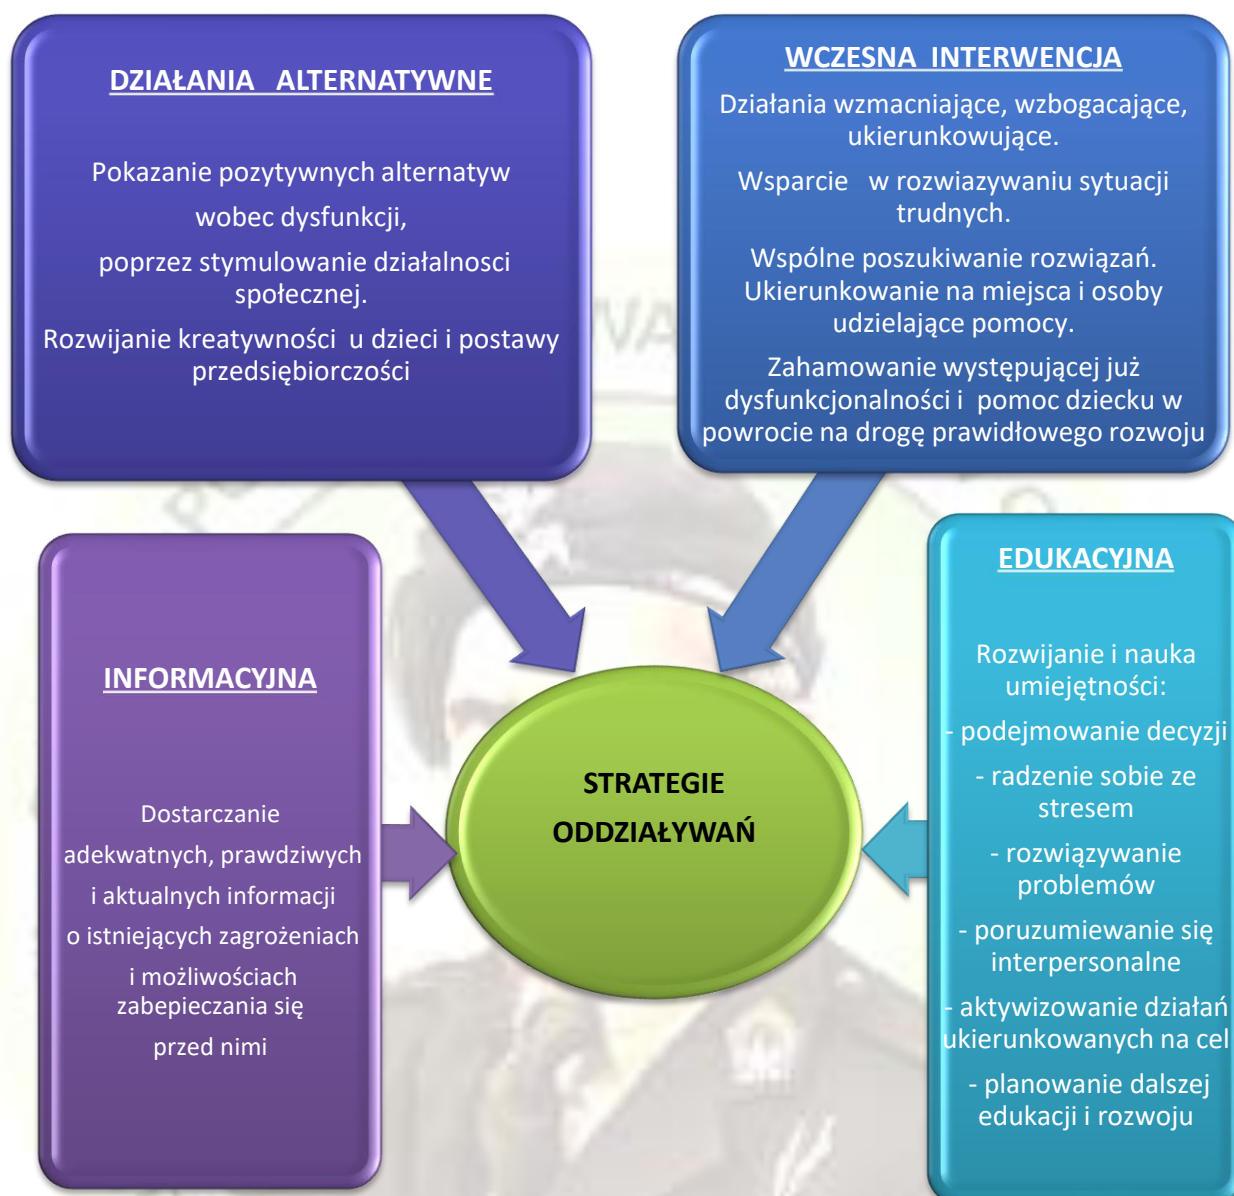 DZIAŁANIA ALTERNATYWNE
Pokazanie pozytywnych alternatyw
wobec dysfunkcji,
poprzez stymulowanie działalnosci
społecznej.
Rozwijanie kreatywności u dzieci i postawy
przedsiębiorczości
WCZESNA INTERWENCJA
Działania wzmacniające, wzbogacające,
ukierunkowujące.
Wsparcie w rozwiazywaniu sytuacji
trudnych.
Wspólne poszukiwanie rozwiązań.
Ukierunkowanie na miejsca i osoby
udzielające pomocy.
Zahamowanie występującej już
dysfunkcjonalności i pomoc dziecku w
powrocie na drogę prawidłowego rozwoju
INFORMACYJNA
Dostarczanie
adekwatnych, prawdziwych
i aktualnych informacji
o istniejących zagrożeniach
i możliwościach
zabepieczania się
przed nimi
STRATEGIE
ODDZIAŁYWAŃ
EDUKACYJNA
Rozwijanie i nauka
umiejętności:
- podejmowanie decyzji
- radzenie sobie ze
stresem
- rozwiązywanie
problemów
- poruzumiewanie się
interpersonalne
- aktywizowanie działań
ukierunkowanych na cel
- planowanie dalszej
edukacji i rozwoju